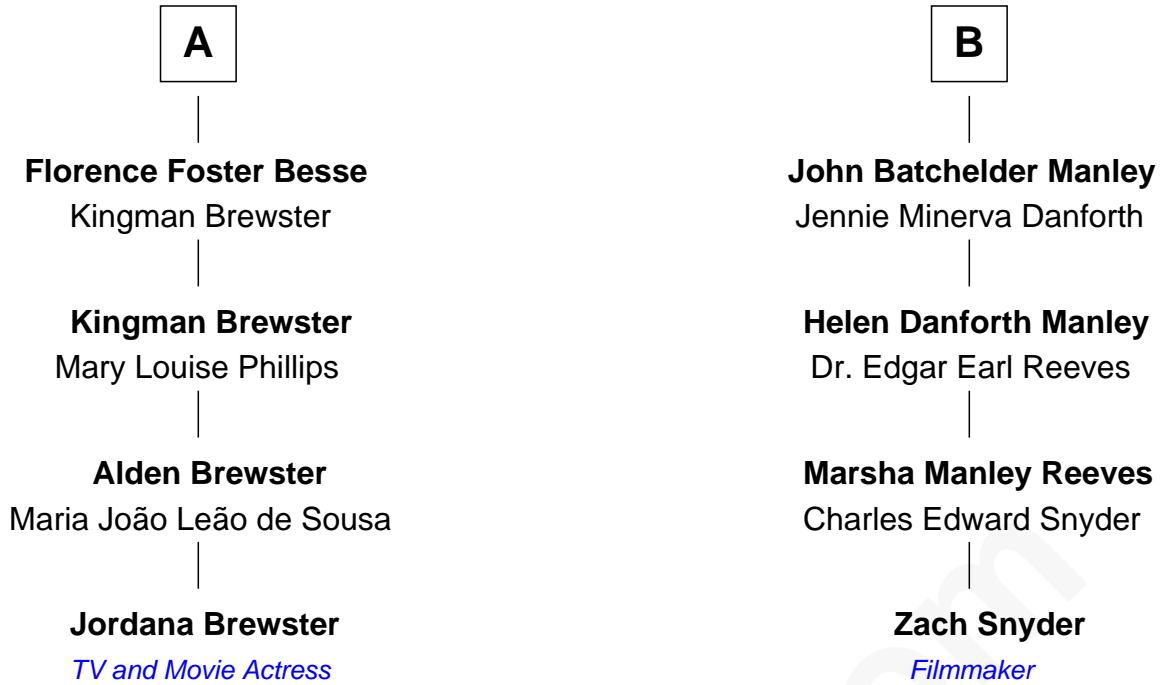 A
Florence Foster Besse
Kingman Brewster
Kingman Brewster
Mary Louise Phillips
Alden Brewster
Maria João Leão de Sousa
Jordana Brewster
TV and Movie Actress
B
John Batchelder Manley
Jennie Minerva Danforth
Helen Danforth Manley
Dr. Edgar Earl Reeves
Marsha Manley Reeves
Charles Edward Snyder
Zach Snyder
Filmmaker